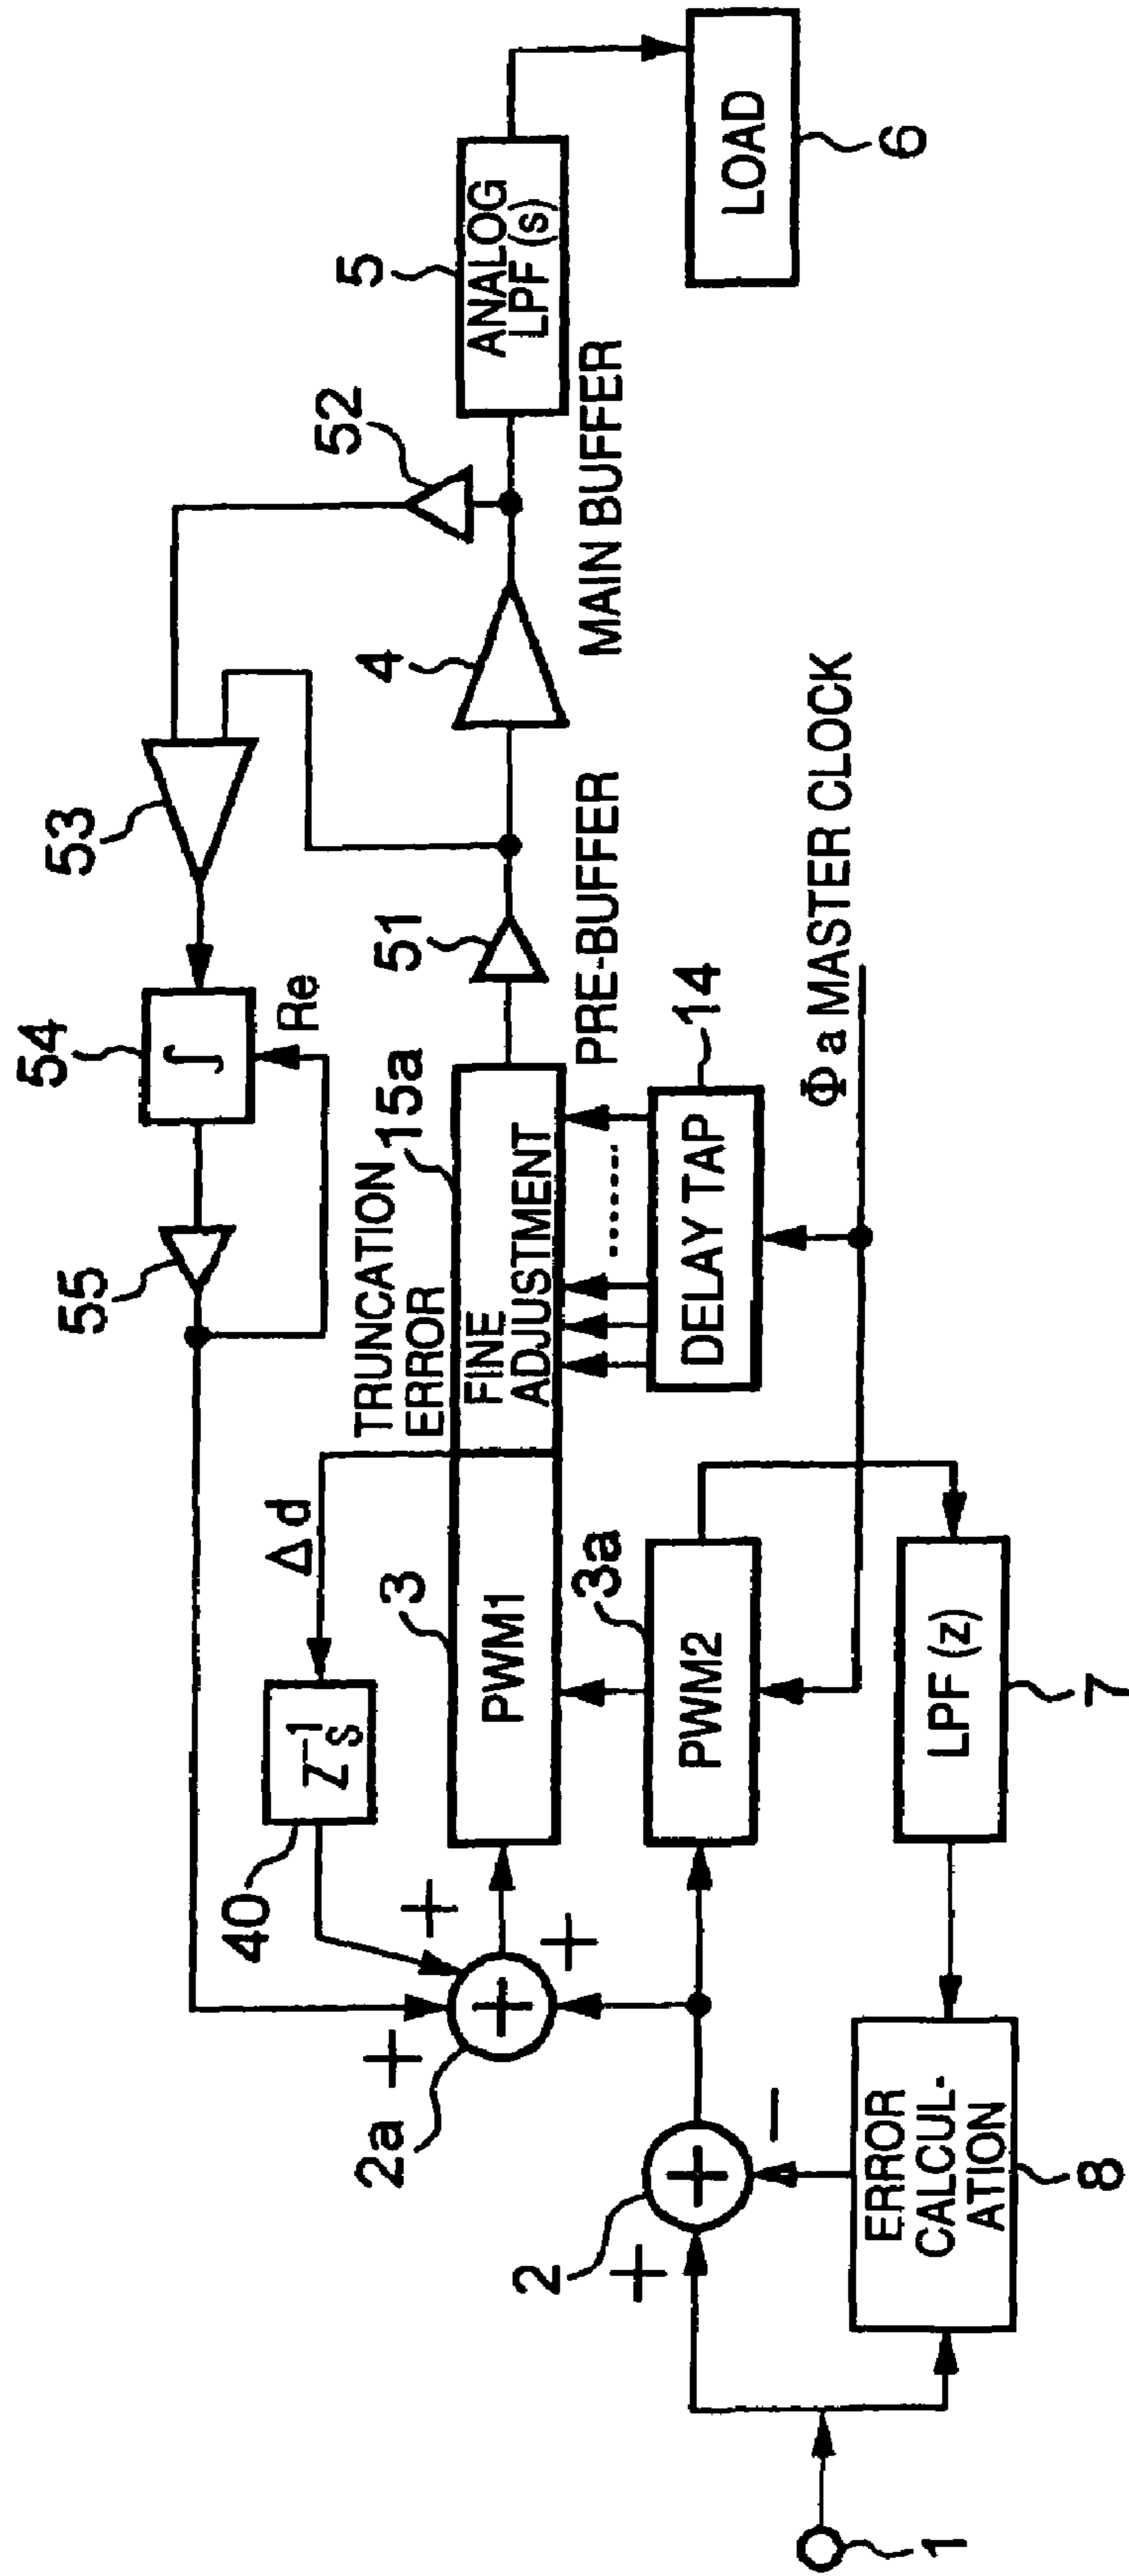 55
54
Re
53
52
5
ANALOG
LPF (s)
LOAD
6
4
MAIN BUFFER
51
PRE-BUFFER
TRUNCATION
ERROR
15a
FINE
ADJUSTMENT
14
DELAY TAP
Φa MASTER CLOCK
Δd
40
Z_S^-1
3
PWM1
3a
PWM2
LPF (z)
7
+
+
+
+
2a
2
+
+
−
ERROR
CALCUL-
ATION
8
1
∫